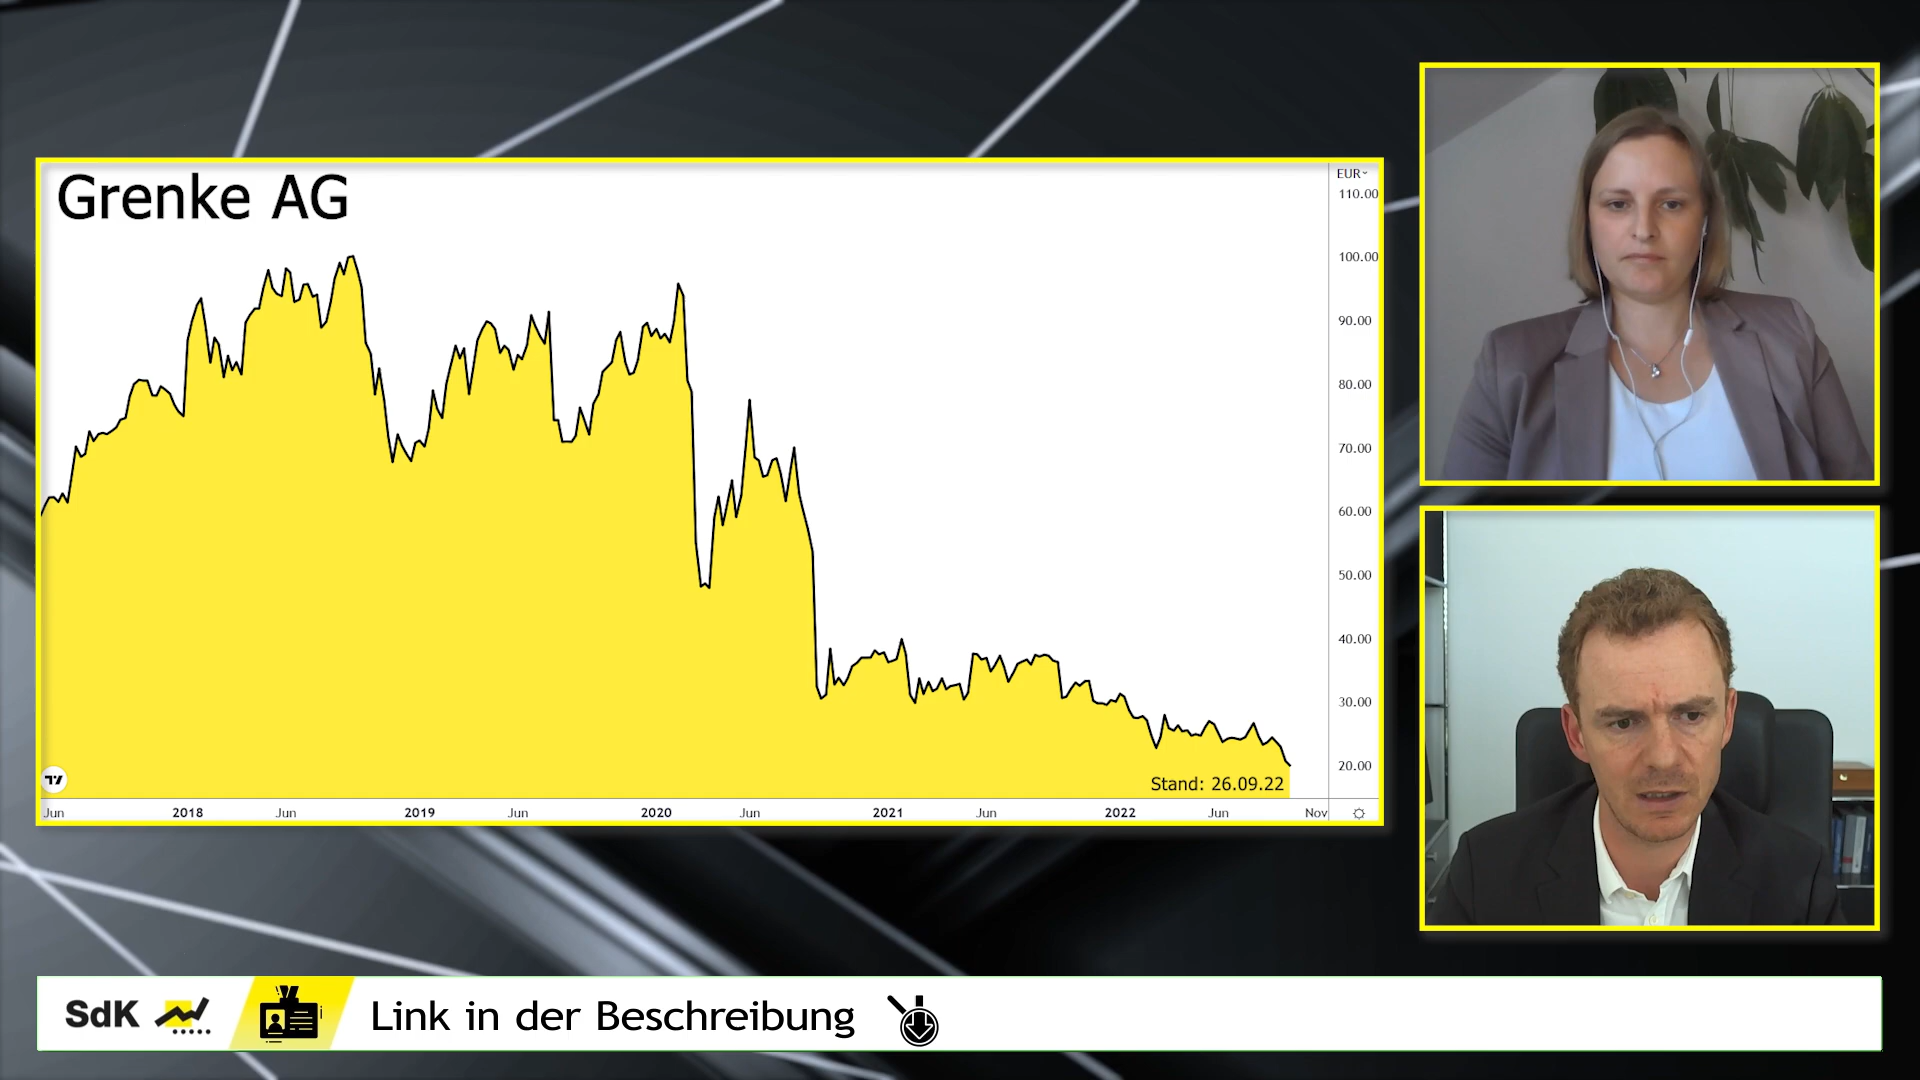 Grenke AG
EUR
110.00
100.00
90.00
80.00
70.00
60.00
50.00
40.00
30.00
20.00
Stand: 26.09.22
Jun 2018 Jun 2019 Jun 2020 Jun 2021 Jun 2022 Jun Nov
SdK Link in der Beschreibung